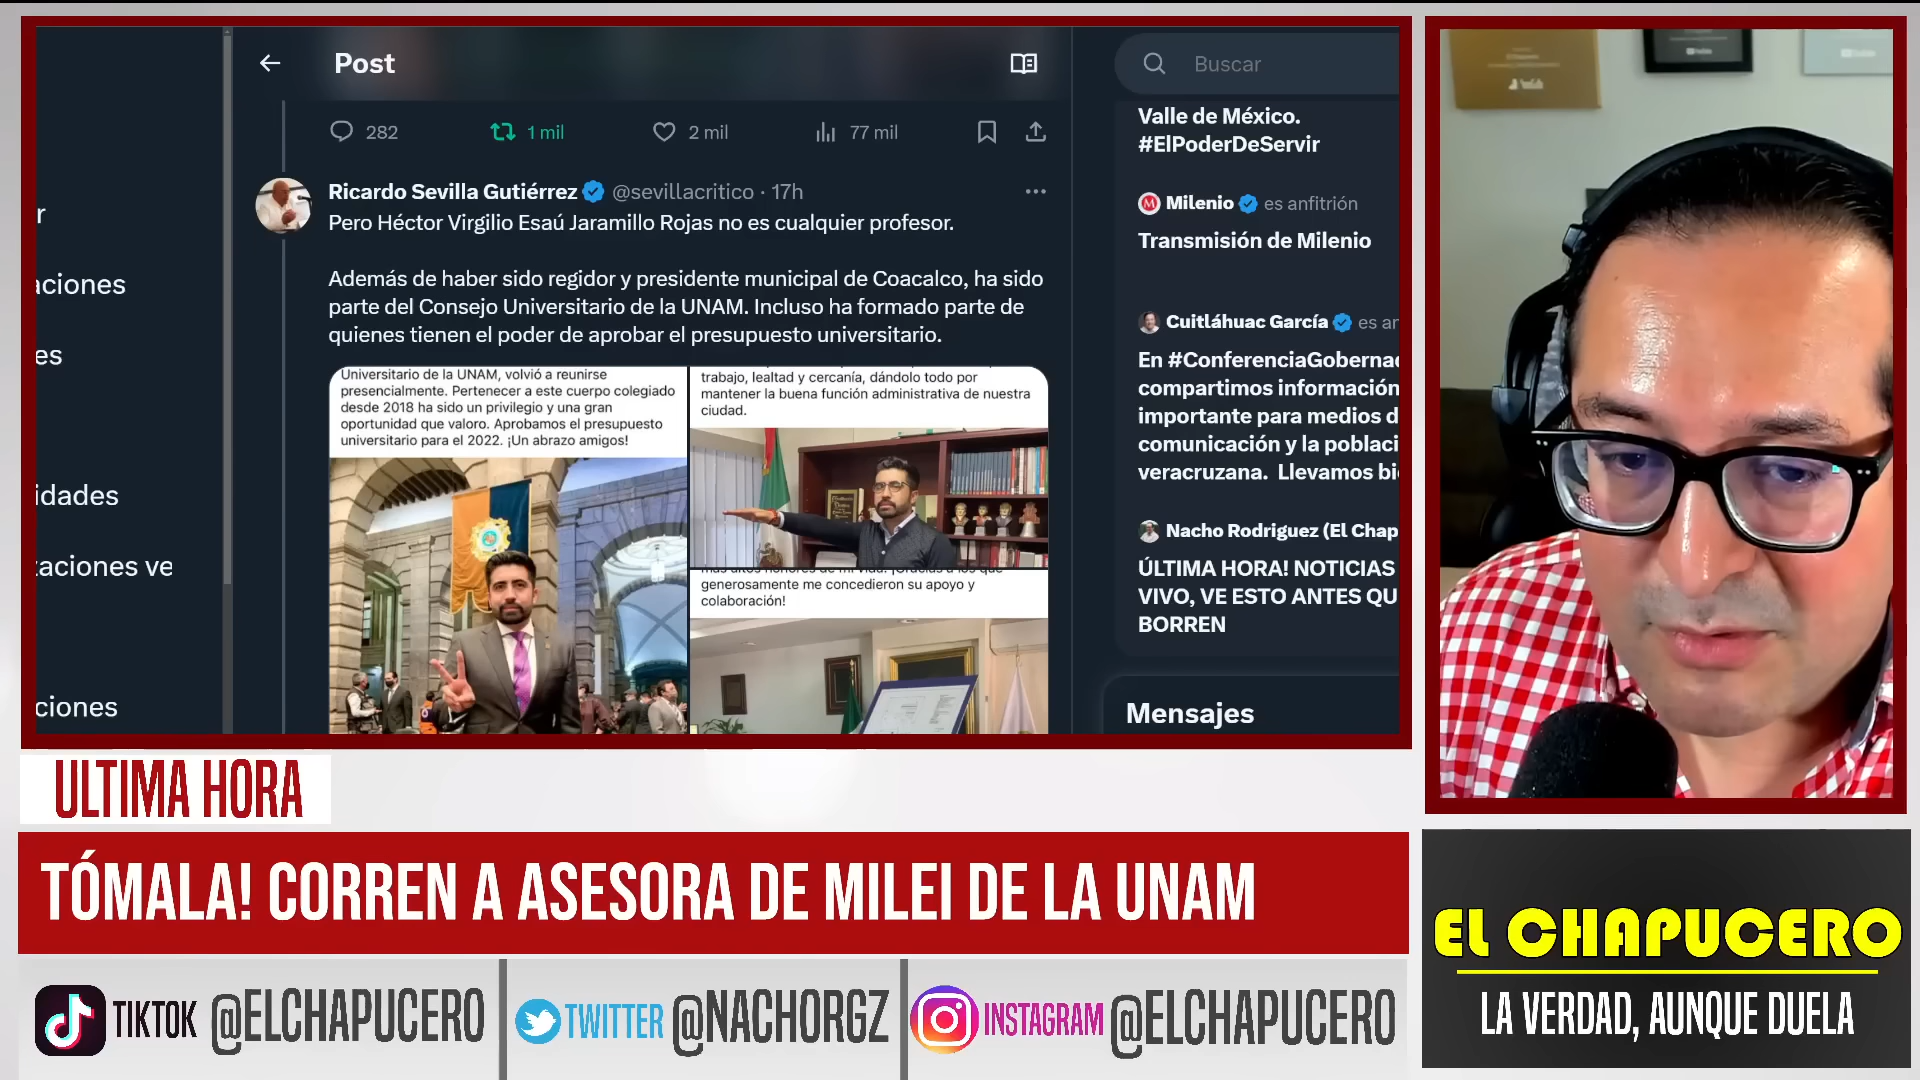 Post
Buscar
282
1 mil
2 mil
77 mil
Ricardo Sevilla Gutiérrez @sevillacritico · 17h
Pero Héctor Virgilio Esaú Jaramillo Rojas no es cualquier profesor.
Además de haber sido regidor y presidente municipal de Coacalco, ha sido
parte del Consejo Universitario de la UNAM. Incluso ha formado parte de
quienes tienen el poder de aprobar el presupuesto universitario.
Universitario de la UNAM, volvió a reunirse
presencialmente. Pertenecer a este cuerpo colegiado
desde 2018 ha sido un privilegio y una gran
oportunidad que valoro. Aprobamos el presupuesto
universitario para el 2022. ¡Un abrazo amigos!
trabajo, lealtad y cercanía, dándolo todo por
mantener la buena función administrativa de nuestra
ciudad.
generosamente me concedieron su apoyo y
colaboración!
r
aciones
es
idades
zaciones ve
ciones
Valle de México.
#ElPoderDeServir
Milenio es anfitrión
Transmisión de Milenio
Cuitláhuac García es an
En #ConferenciaGobernad
compartimos información
importante para medios d
comunicación y la poblaci
veracruzana. Llevamos bi
Nacho Rodriguez (El Chap
ÚLTIMA HORA! NOTICIAS
VIVO, VE ESTO ANTES QU
BORREN
Mensajes
ULTIMA HORA
TÓMALA! CORREN A ASESORA DE MILEI DE LA UNAM
TIKTOK @ELCHAPUCERO
TWITTER @NACHORGZ
INSTAGRAM @ELCHAPUCERO
EL CHAPUCERO
LA VERDAD, AUNQUE DUELA